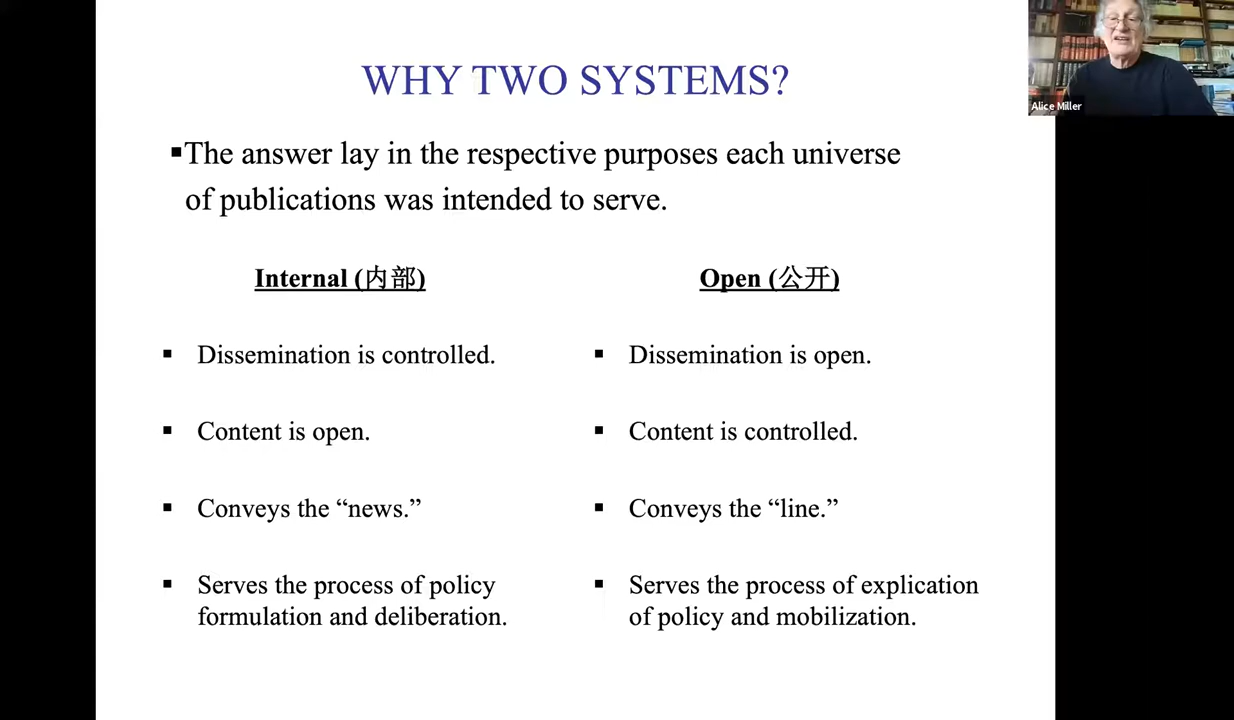 WHY TWO SYSTEMS?
Alice Miller
▪The answer lay in the respective purposes each universe
of publications was intended to serve.
Internal (内部)
▪ Dissemination is controlled.
▪ Content is open.
▪ Conveys the “news.”
▪ Serves the process of policy
formulation and deliberation.
Open (公开)
▪ Dissemination is open.
▪ Content is controlled.
▪ Conveys the “line.”
▪ Serves the process of explication
of policy and mobilization.